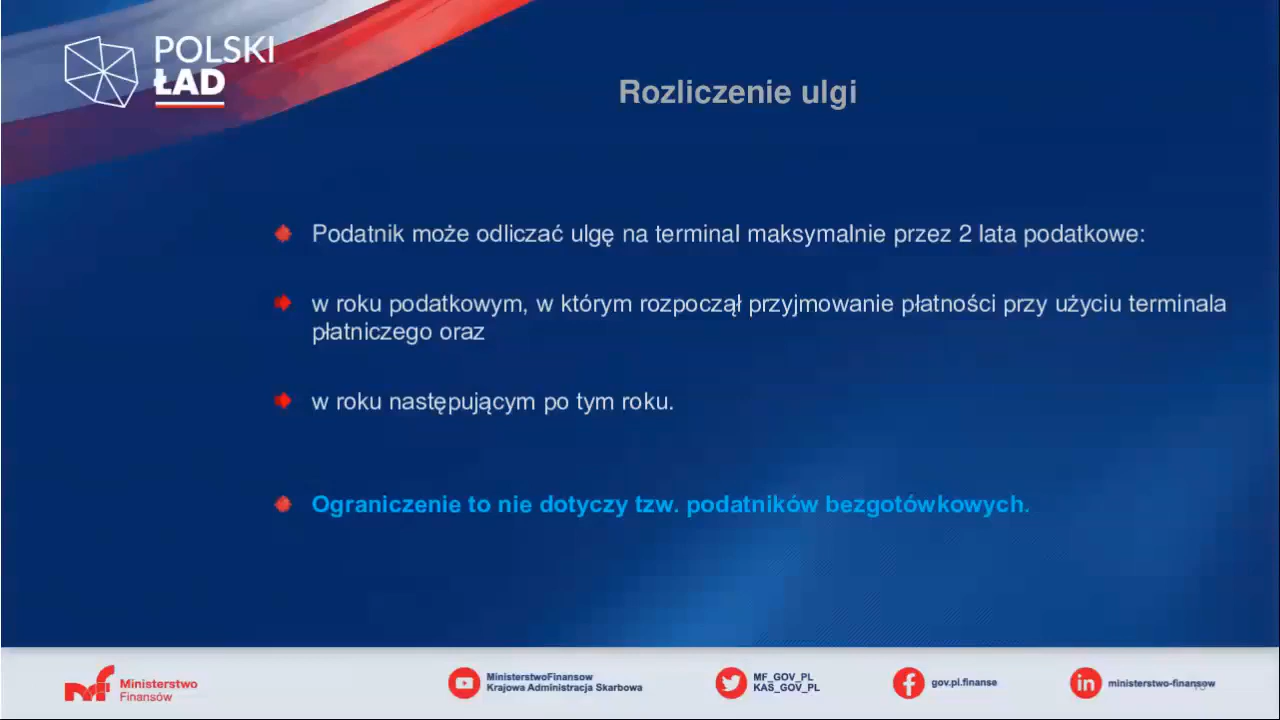 POLSKI
ŁAD
Rozliczenie ulgi
Podatnik może odliczać ulgę na terminal maksymalnie przez 2 lata podatkowe:
w roku podatkowym, w którym rozpoczął przyjmowanie płatności przy użyciu terminala
płatniczego oraz
w roku następującym po tym roku.
Ograniczenie to nie dotyczy tzw. podatników bezgotówkowych.
Ministerstwo
Finansów
MinisterstwoFinansow
Krajowa Administracja Skarbowa
MF_GOV_PL
KAS_GOV_PL
gov.pl.finanse
ministerstwo-finansow